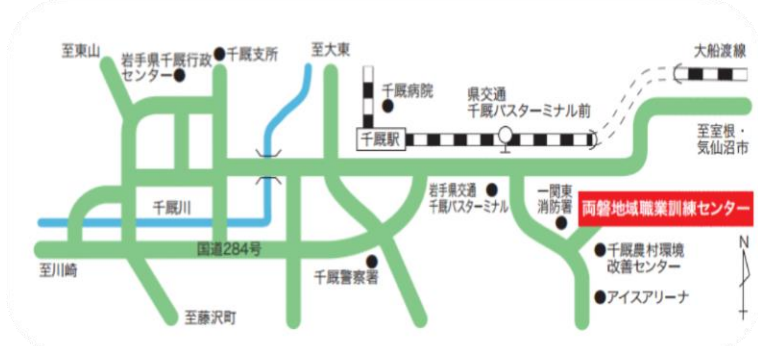 至東山
岩手県千厩行政
センター
千厩支所
至大東
千厩病院
県交通
千厩バスターミナル前
大船渡線
千厩駅
至室根・
気仙沼市
千厩川
岩手県交通
千厩バスターミナル
一関東
消防署
両磐地域職業訓練センター
国道284号
至川崎
千厩警察署
千厩農村環境
改善センター
アイスアリーナ
至藤沢町
N